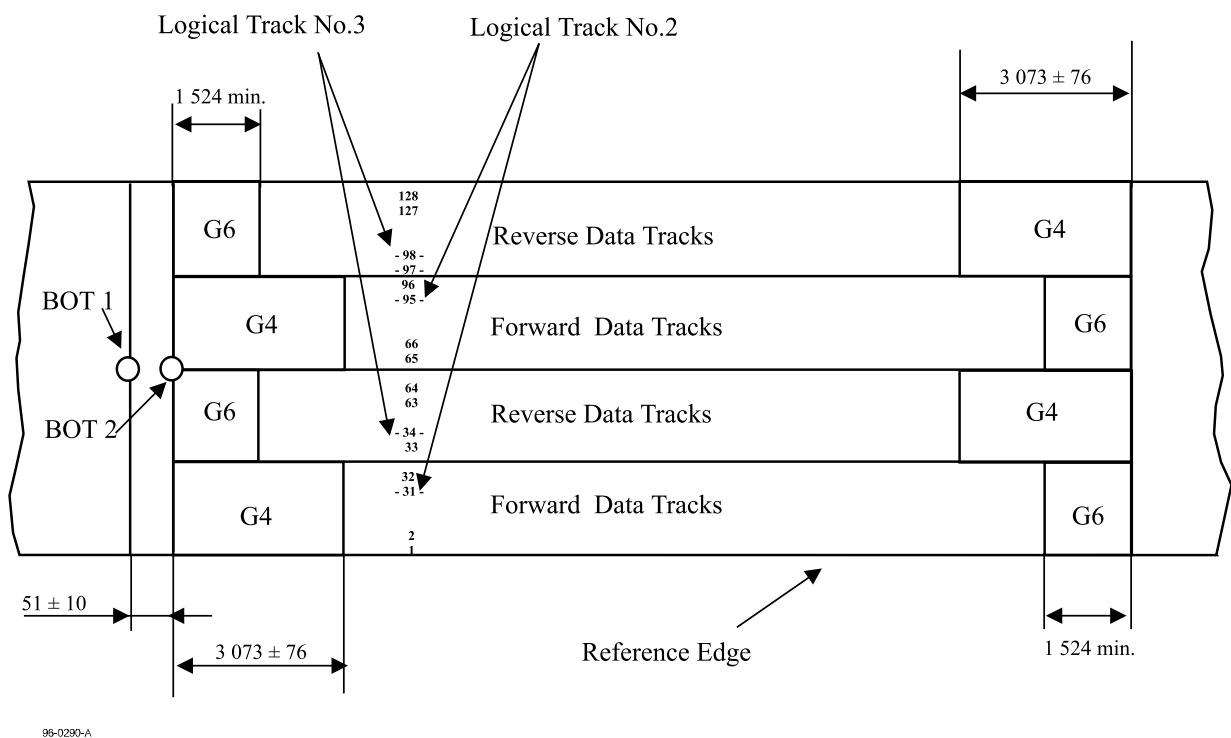 Logical Track No.3
Logical Track No.2
1 524 min.
3 073 ± 76
128
127
G6
Reverse Data Tracks
G4
- 98 -
- 97 -
96
- 95 -
BOT 1
G4
Forward Data Tracks
G6
66
65
64
63
G6
Reverse Data Tracks
G4
BOT 2
- 34 -
33
32
- 31 -
G4
Forward Data Tracks
G6
2
1
51 ± 10
3 073 ± 76
Reference Edge
1 524 min.
96-0290-A